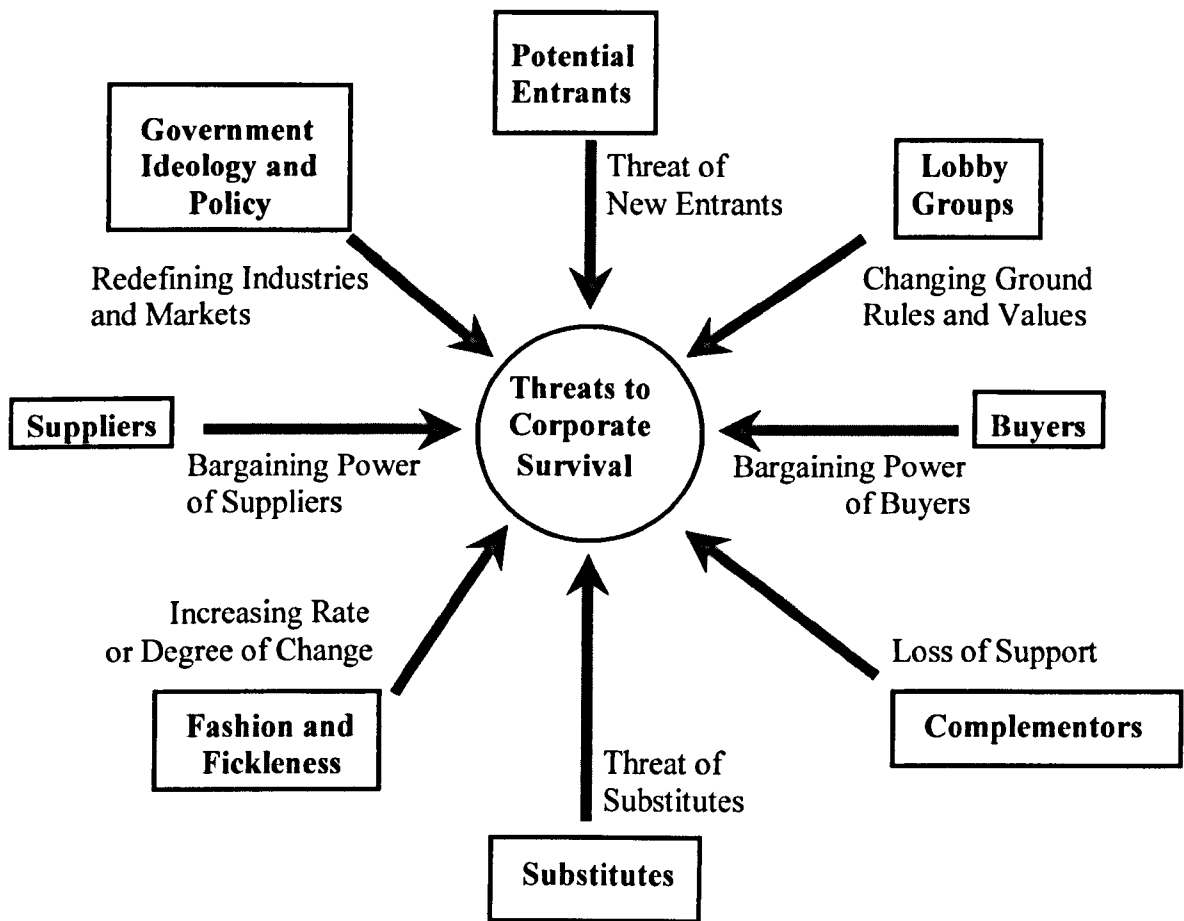 Potential
Entrants
Government
Ideology and
Policy
Threat of
New Entrants
Lobby
Groups
Redefining Industries
and Markets
Changing Ground
Rules and Values
Threats to
Corporate
Survival
Suppliers
Buyers
Bargaining Power
of Suppliers
Bargaining Power
of Buyers
Increasing Rate
or Degree of Change
Loss of Support
Fashion and
Fickleness
Complementors
Threat of
Substitutes
Substitutes